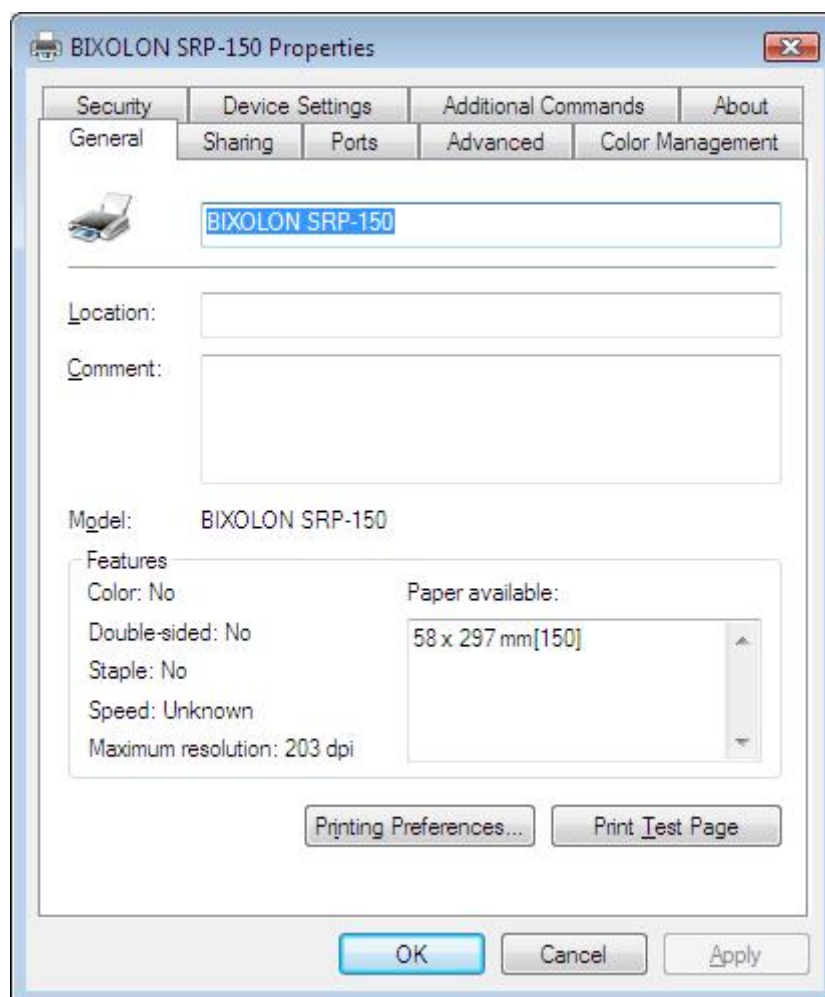 BIXOLON SRP-150 Properties
Security Device Settings Additional Commands About
General Sharing Ports Advanced Color Management
BIXOLON SRP-150
Location:
Comment:
Model: BIXOLON SRP-150
Features
Color: No Paper available:
Double-sided: No 58 x 297 mm[150]
Staple: No
Speed: Unknown
Maximum resolution: 203 dpi
Printing Preferences... Print Test Page
OK Cancel Apply